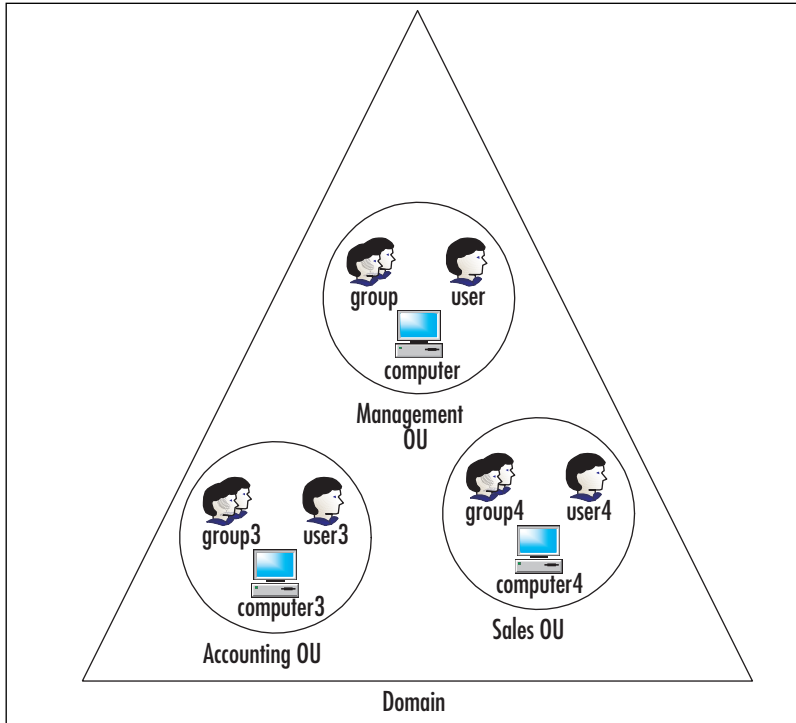 group
user
computer
Management
OU
group3
user3
computer3
Accounting OU
group4
user4
computer4
Sales OU
Domain